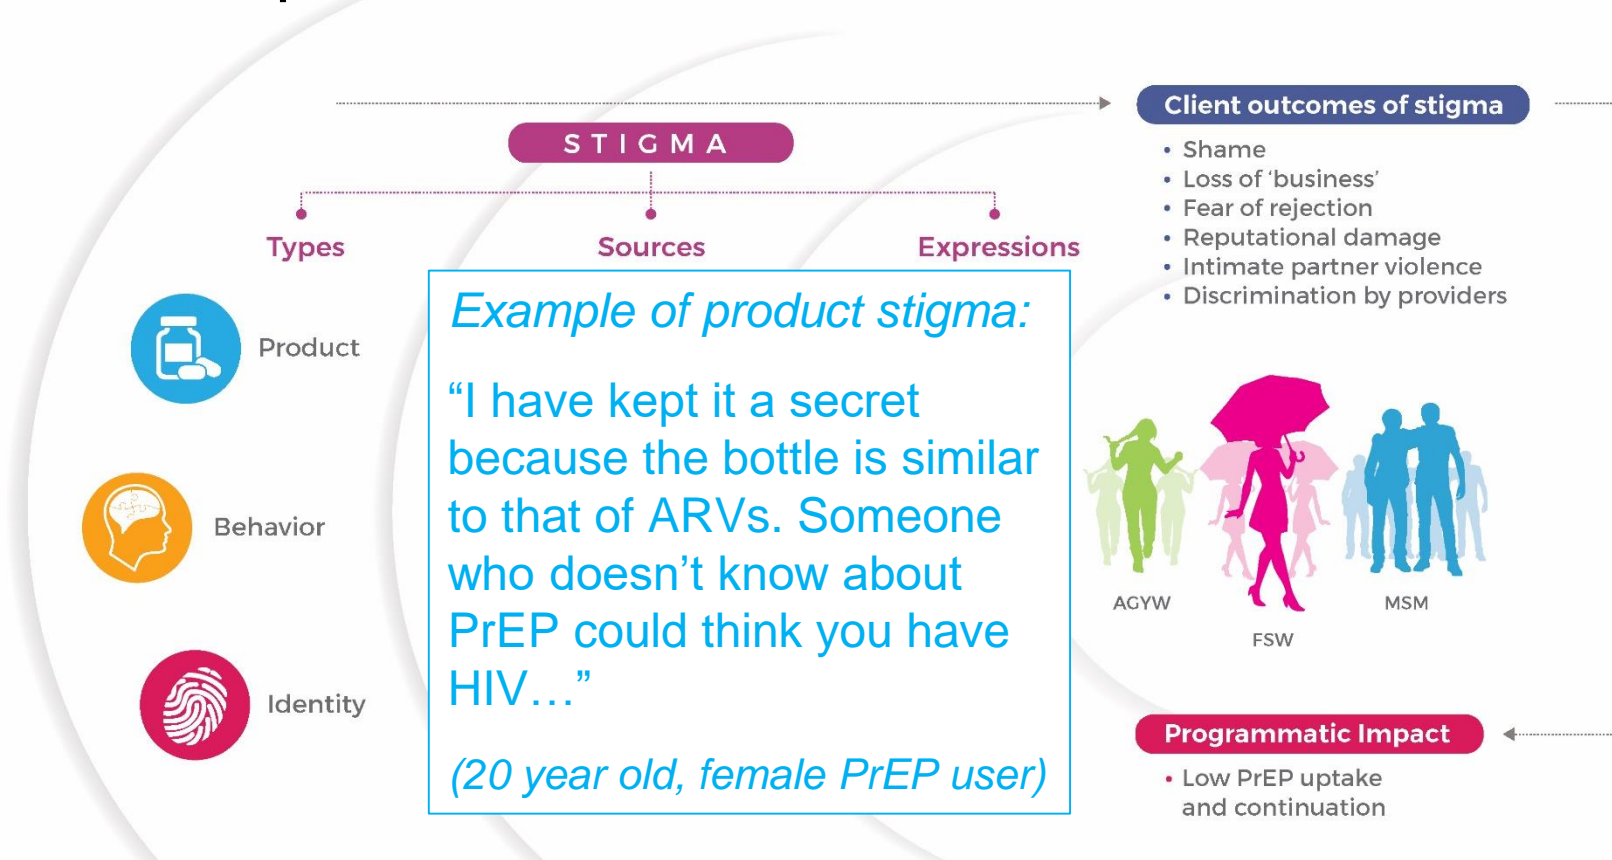 STIGMA
Types
Sources
Expressions
Product
Behavior
Identity
Example of product stigma:
“I have kept it a secret
because the bottle is similar
to that of ARVs. Someone
who doesn’t know about
PrEP could think you have
HIV…”
(20 year old, female PrEP user)
Client outcomes of stigma
• Shame
• Loss of ‘business’
• Fear of rejection
• Reputational damage
• Intimate partner violence
• Discrimination by providers
AGYW
FSW
MSM
Programmatic Impact
• Low PrEP uptake
and continuation